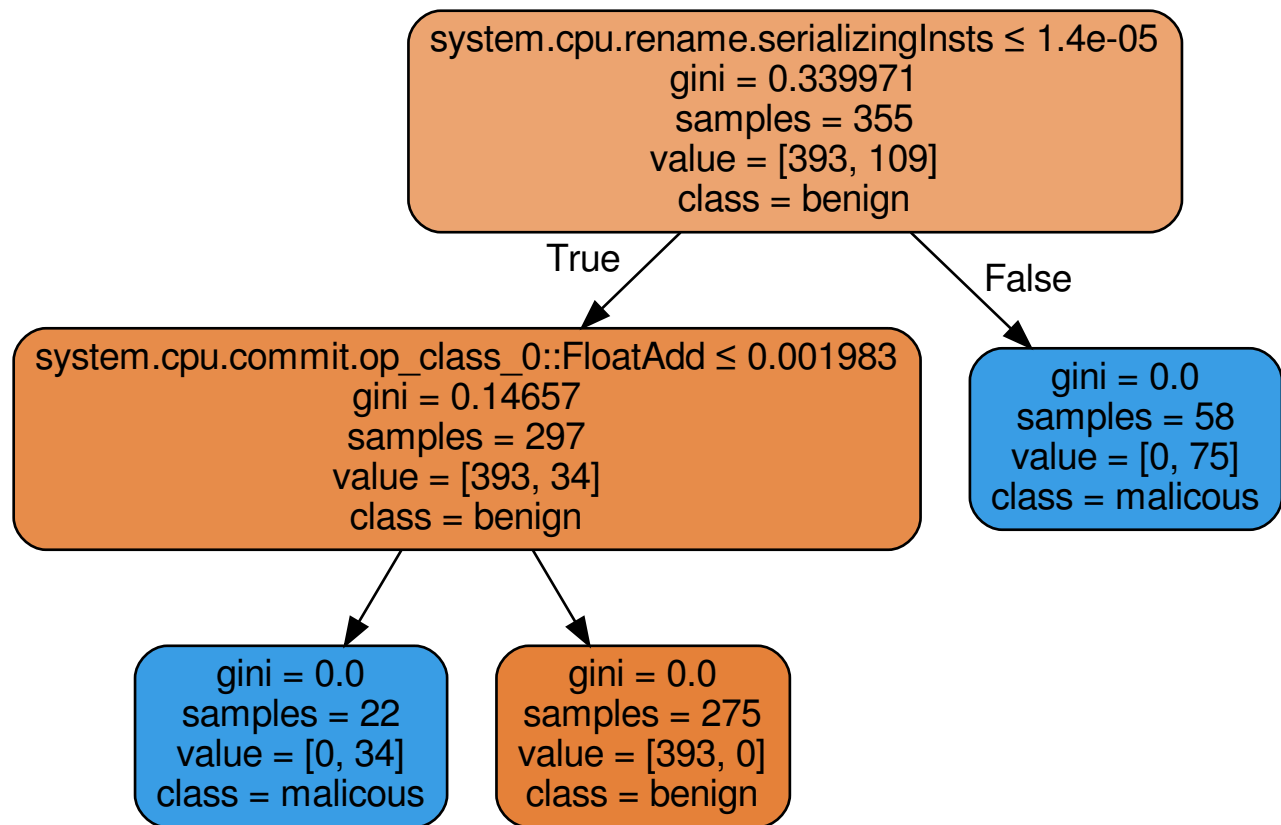 system.cpu.rename.serializingInsts ≤ 1.4e-05
gini = 0.339971
samples = 355
value = [393, 109]
class = benign
True
False
system.cpu.commit.op_class_0::FloatAdd ≤ 0.001983
gini = 0.14657
samples = 297
value = [393, 34]
class = benign
gini = 0.0
samples = 58
value = [0, 75]
class = malicous
gini = 0.0
samples = 22
value = [0, 34]
class = malicous
gini = 0.0
samples = 275
value = [393, 0]
class = benign